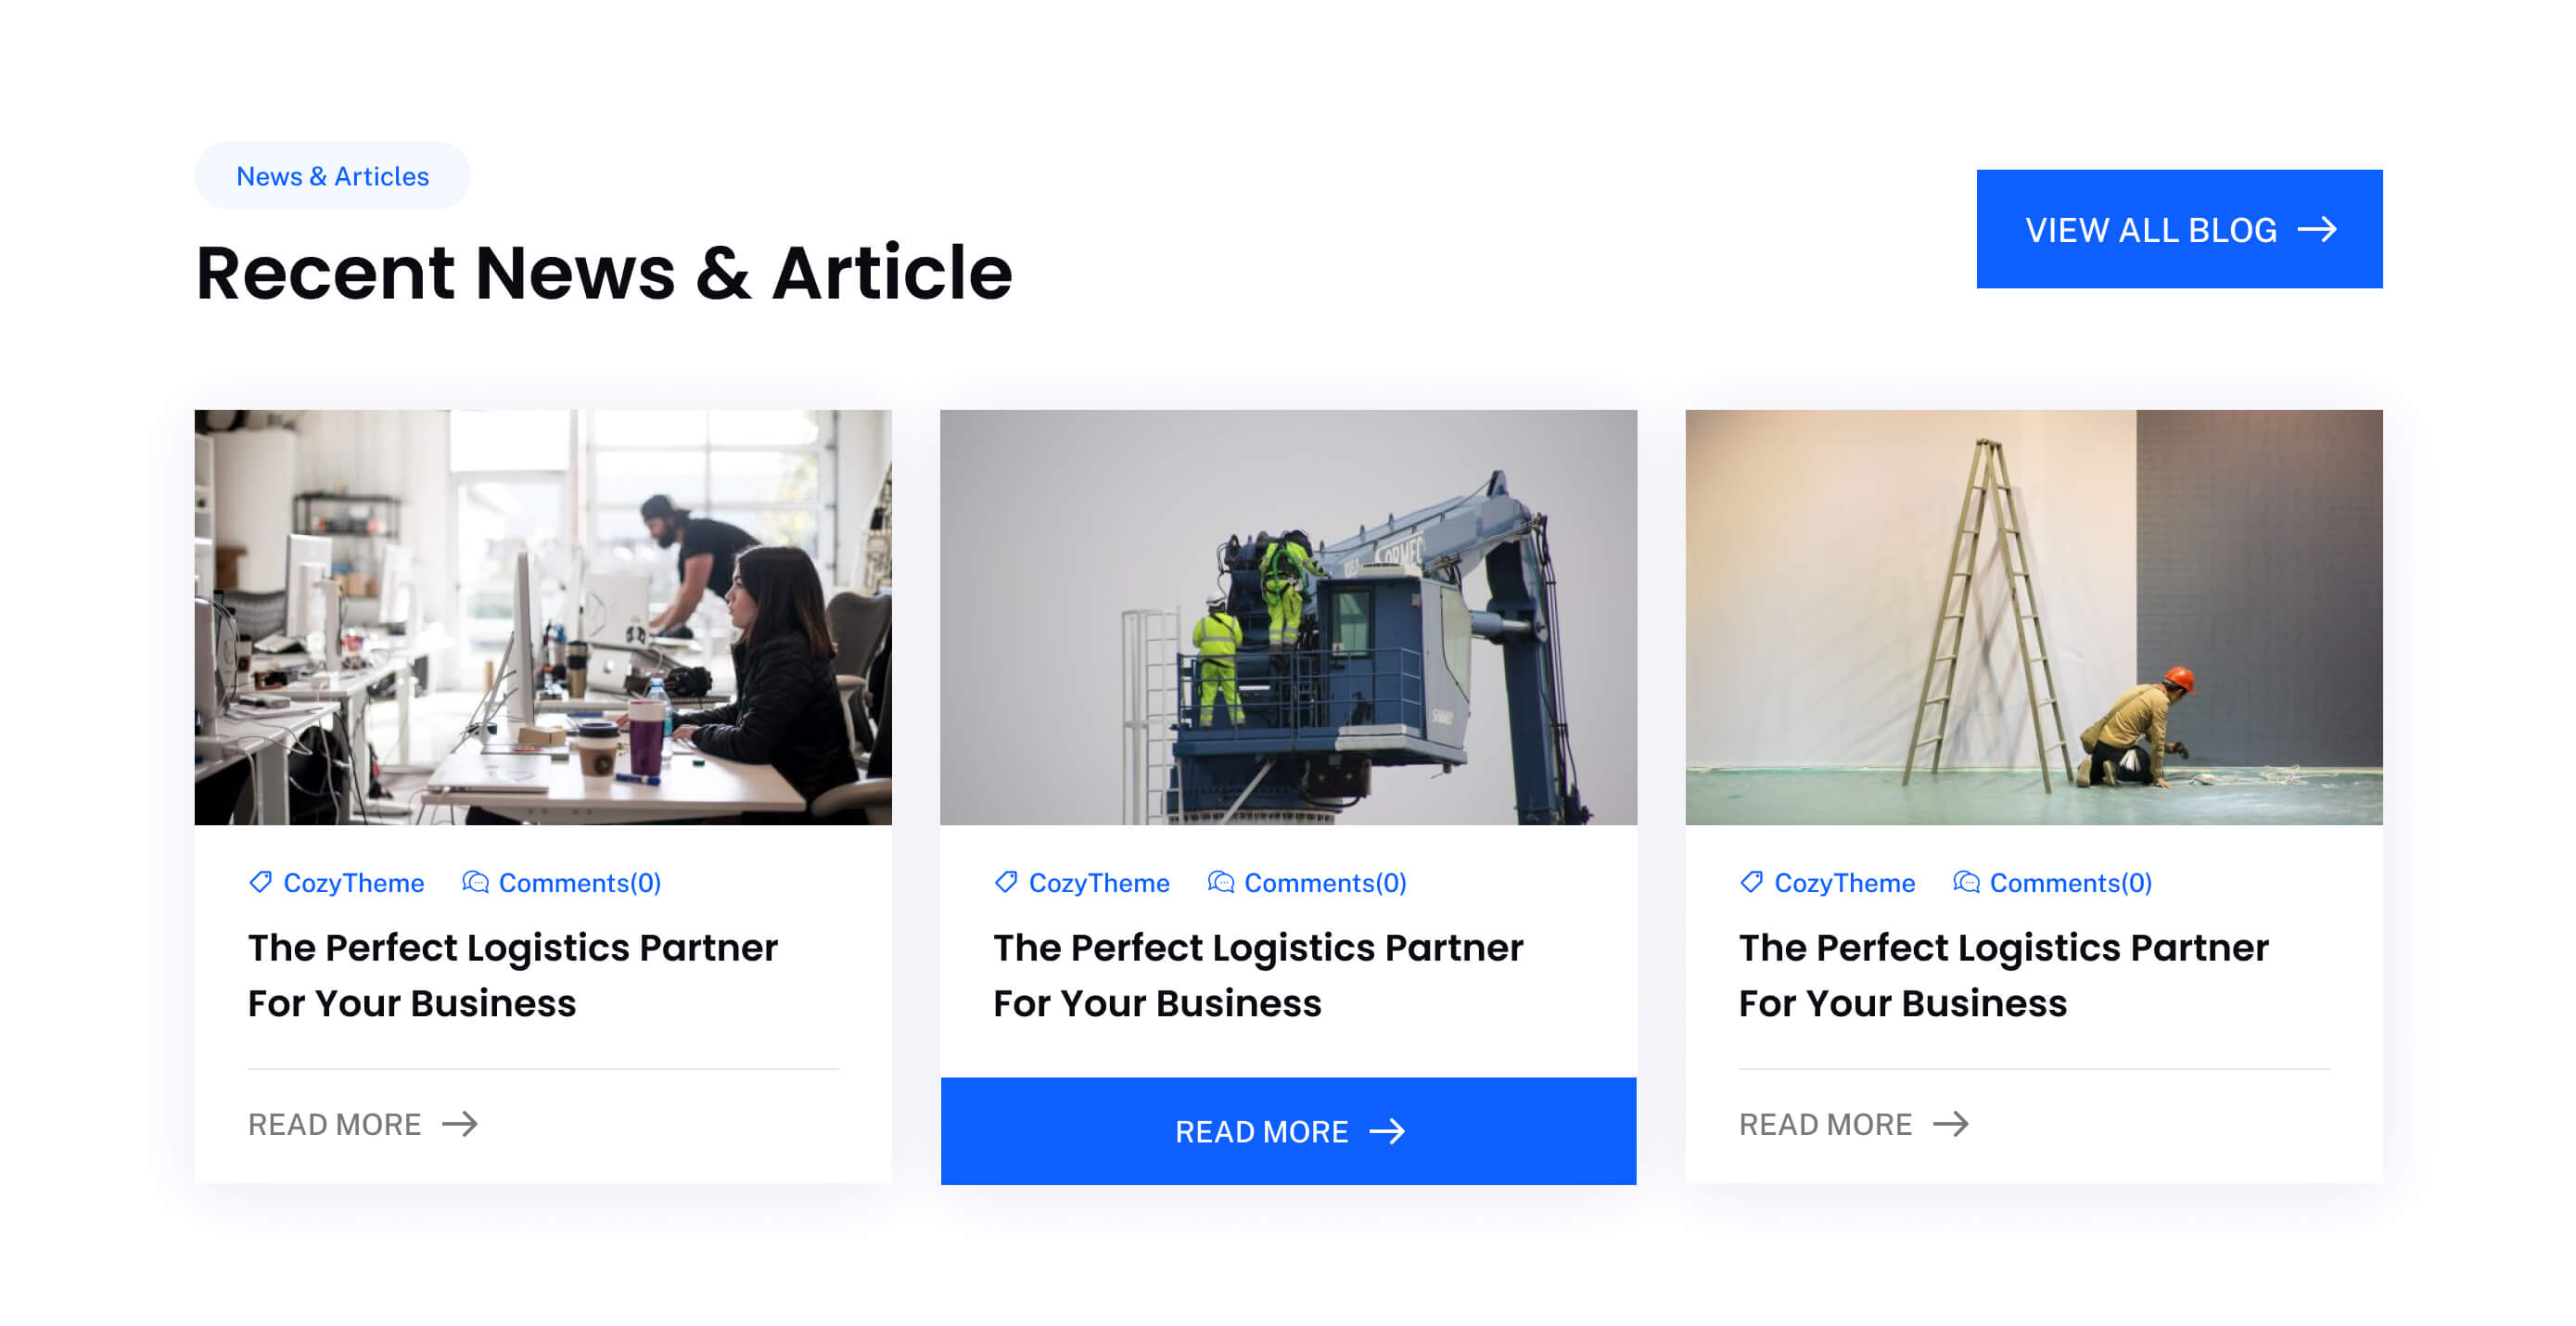 News & Articles
Recent News & Article
VIEW ALL BLOG
CozyTheme
Comments(0)
The Perfect Logistics Partner
For Your Business
READ MORE
CozyTheme
Comments(0)
The Perfect Logistics Partner
For Your Business
READ MORE
CozyTheme
Comments(0)
The Perfect Logistics Partner
For Your Business
READ MORE